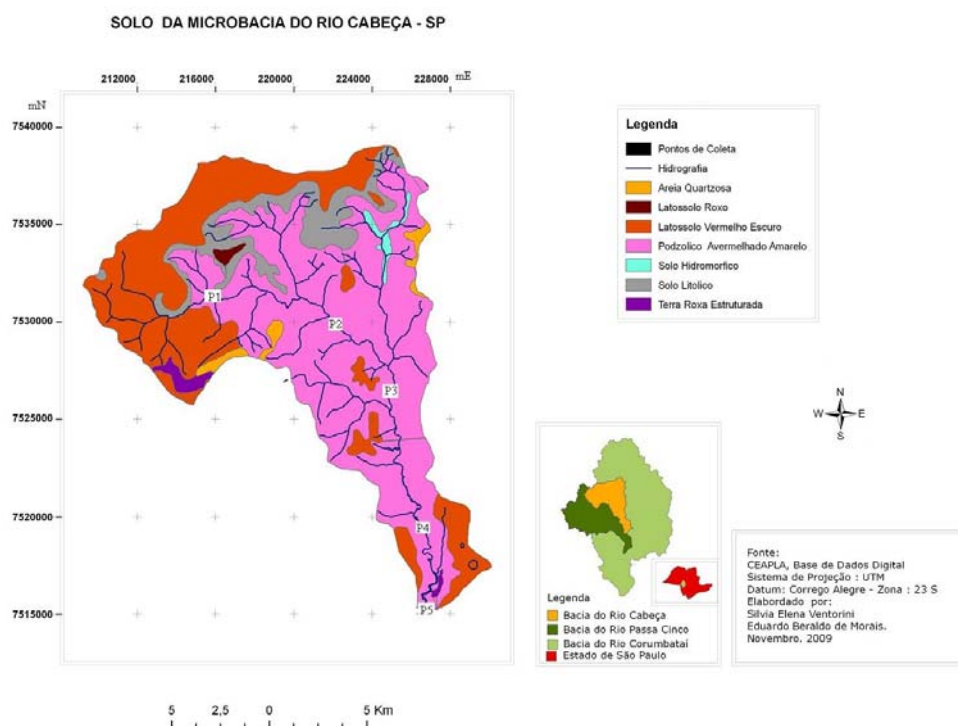 SOLO DA MICROBACIA DO RIO CABEÇA - SP
212000 216000 220000 224000 228000 mE
mN
7540000
7535000
7530000
7525000
7520000
7515000
P1
P2
P3
P4
P5
Legenda
Pontos de Coleta
Hidrografia
Areia Quartzosa
Latossolo Roxo
Latossolo Vermelho Escuro
Podzolico Avermelhado Amarelo
Solo Hidromorfico
Solo Litolico
Terra Roxa Estruturada
N
W E
S
Legenda
Bacia do Rio Cabeça
Bacia do Rio Passa Cinco
Bacia do Rio Corumbataí
Estado de São Paulo
Fonte:
CEAPLA, Base de Dados Digital
Sistema de Projeção : UTM
Datum: Corrego Alegre - Zona : 23 S
Elaborado por:
Silvia Elena Ventorini
Eduardo Beraldo de Morais.
Novembro. 2009
5 2,5 0 5 Km